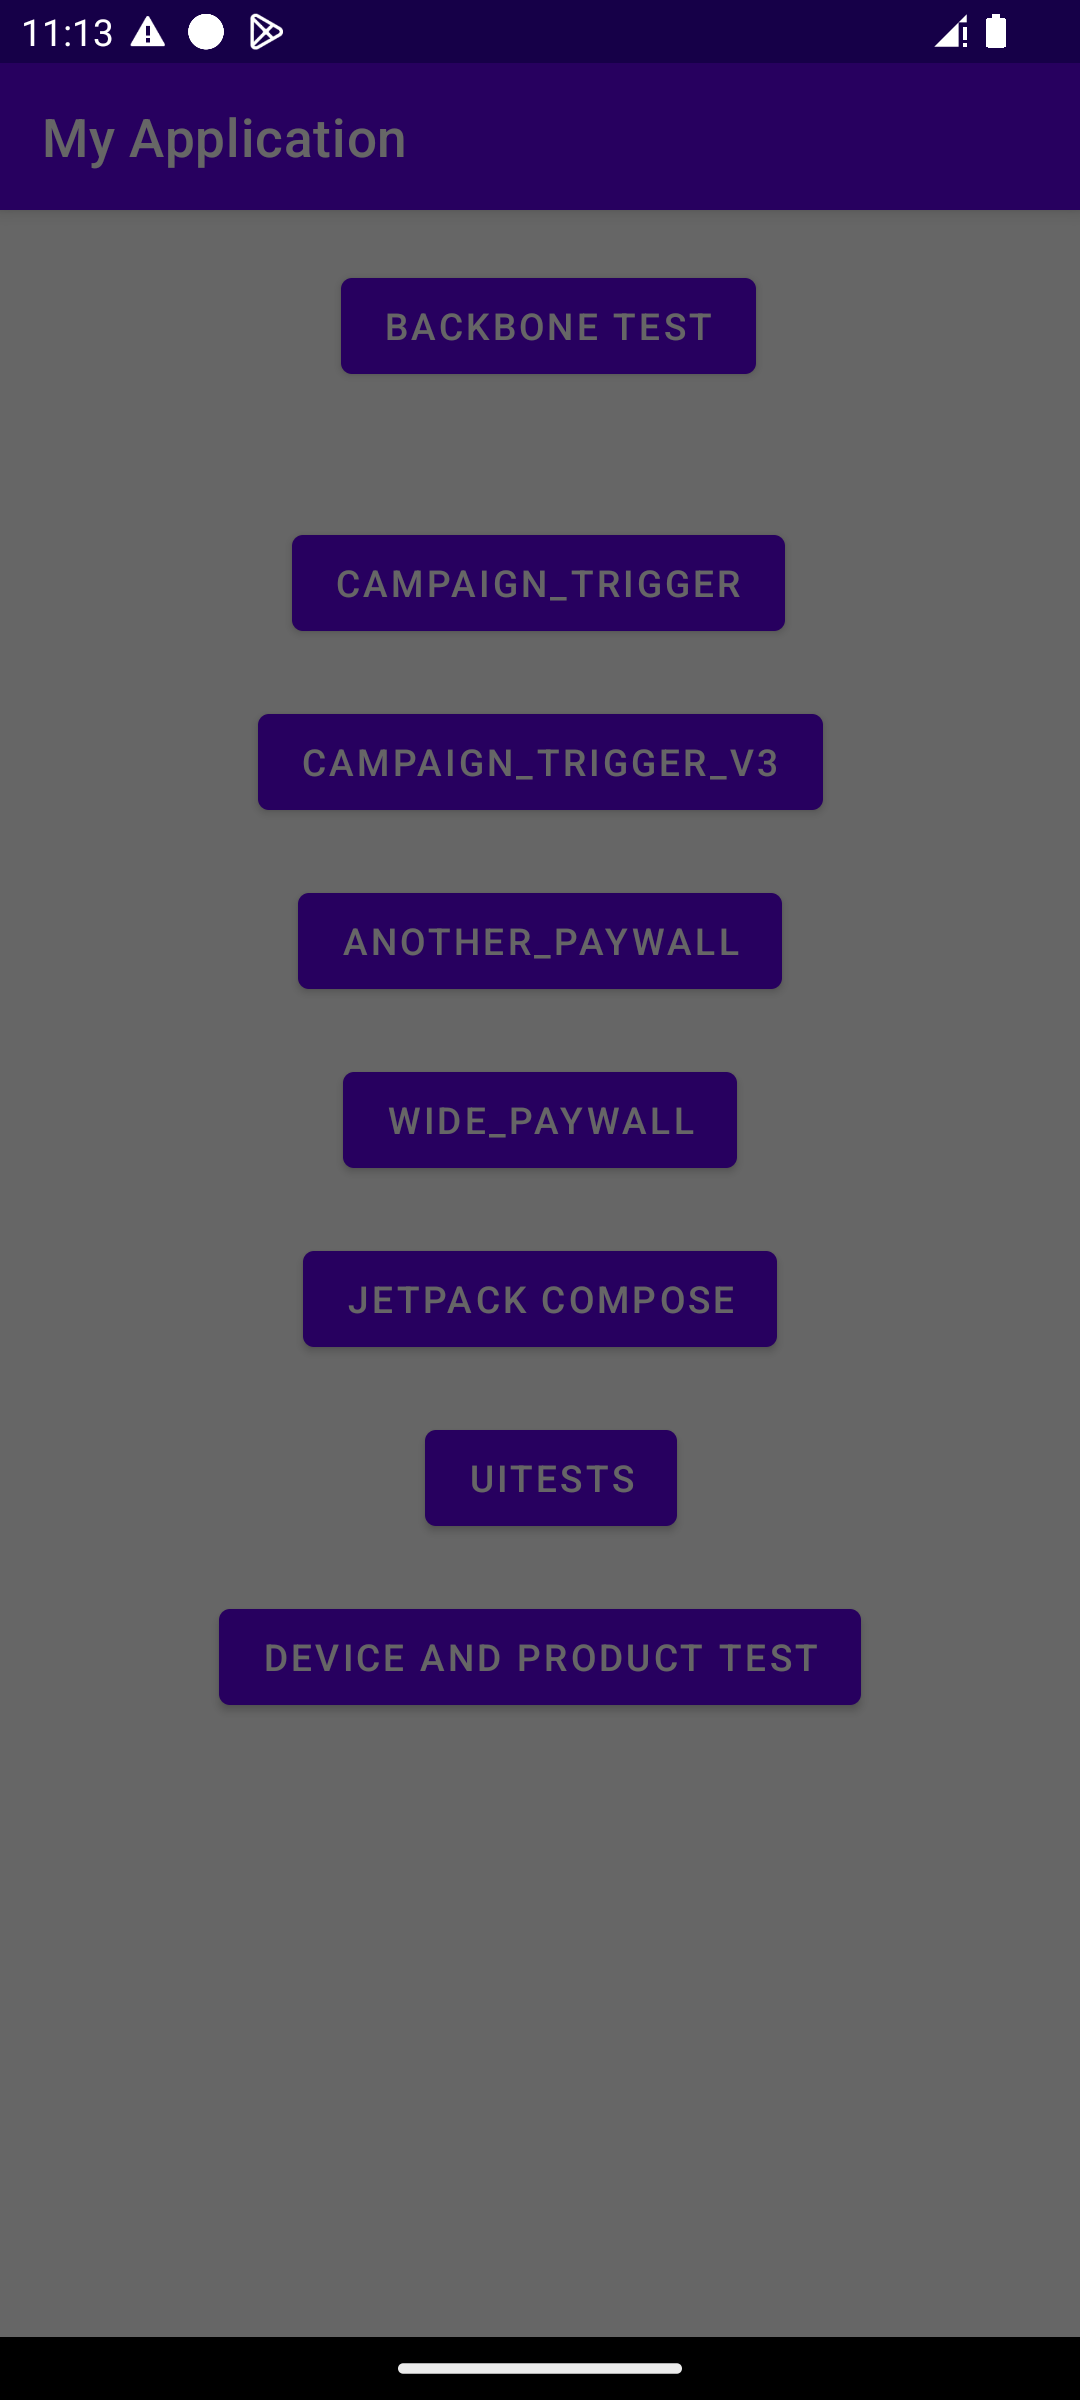 11:13
My Application
BACKBONE TEST
CAMPAIGN_TRIGGER
CAMPAIGN_TRIGGER_V3
ANOTHER_PAYWALL
WIDE_PAYWALL
JETPACK COMPOSE
UITESTS
DEVICE AND PRODUCT TEST